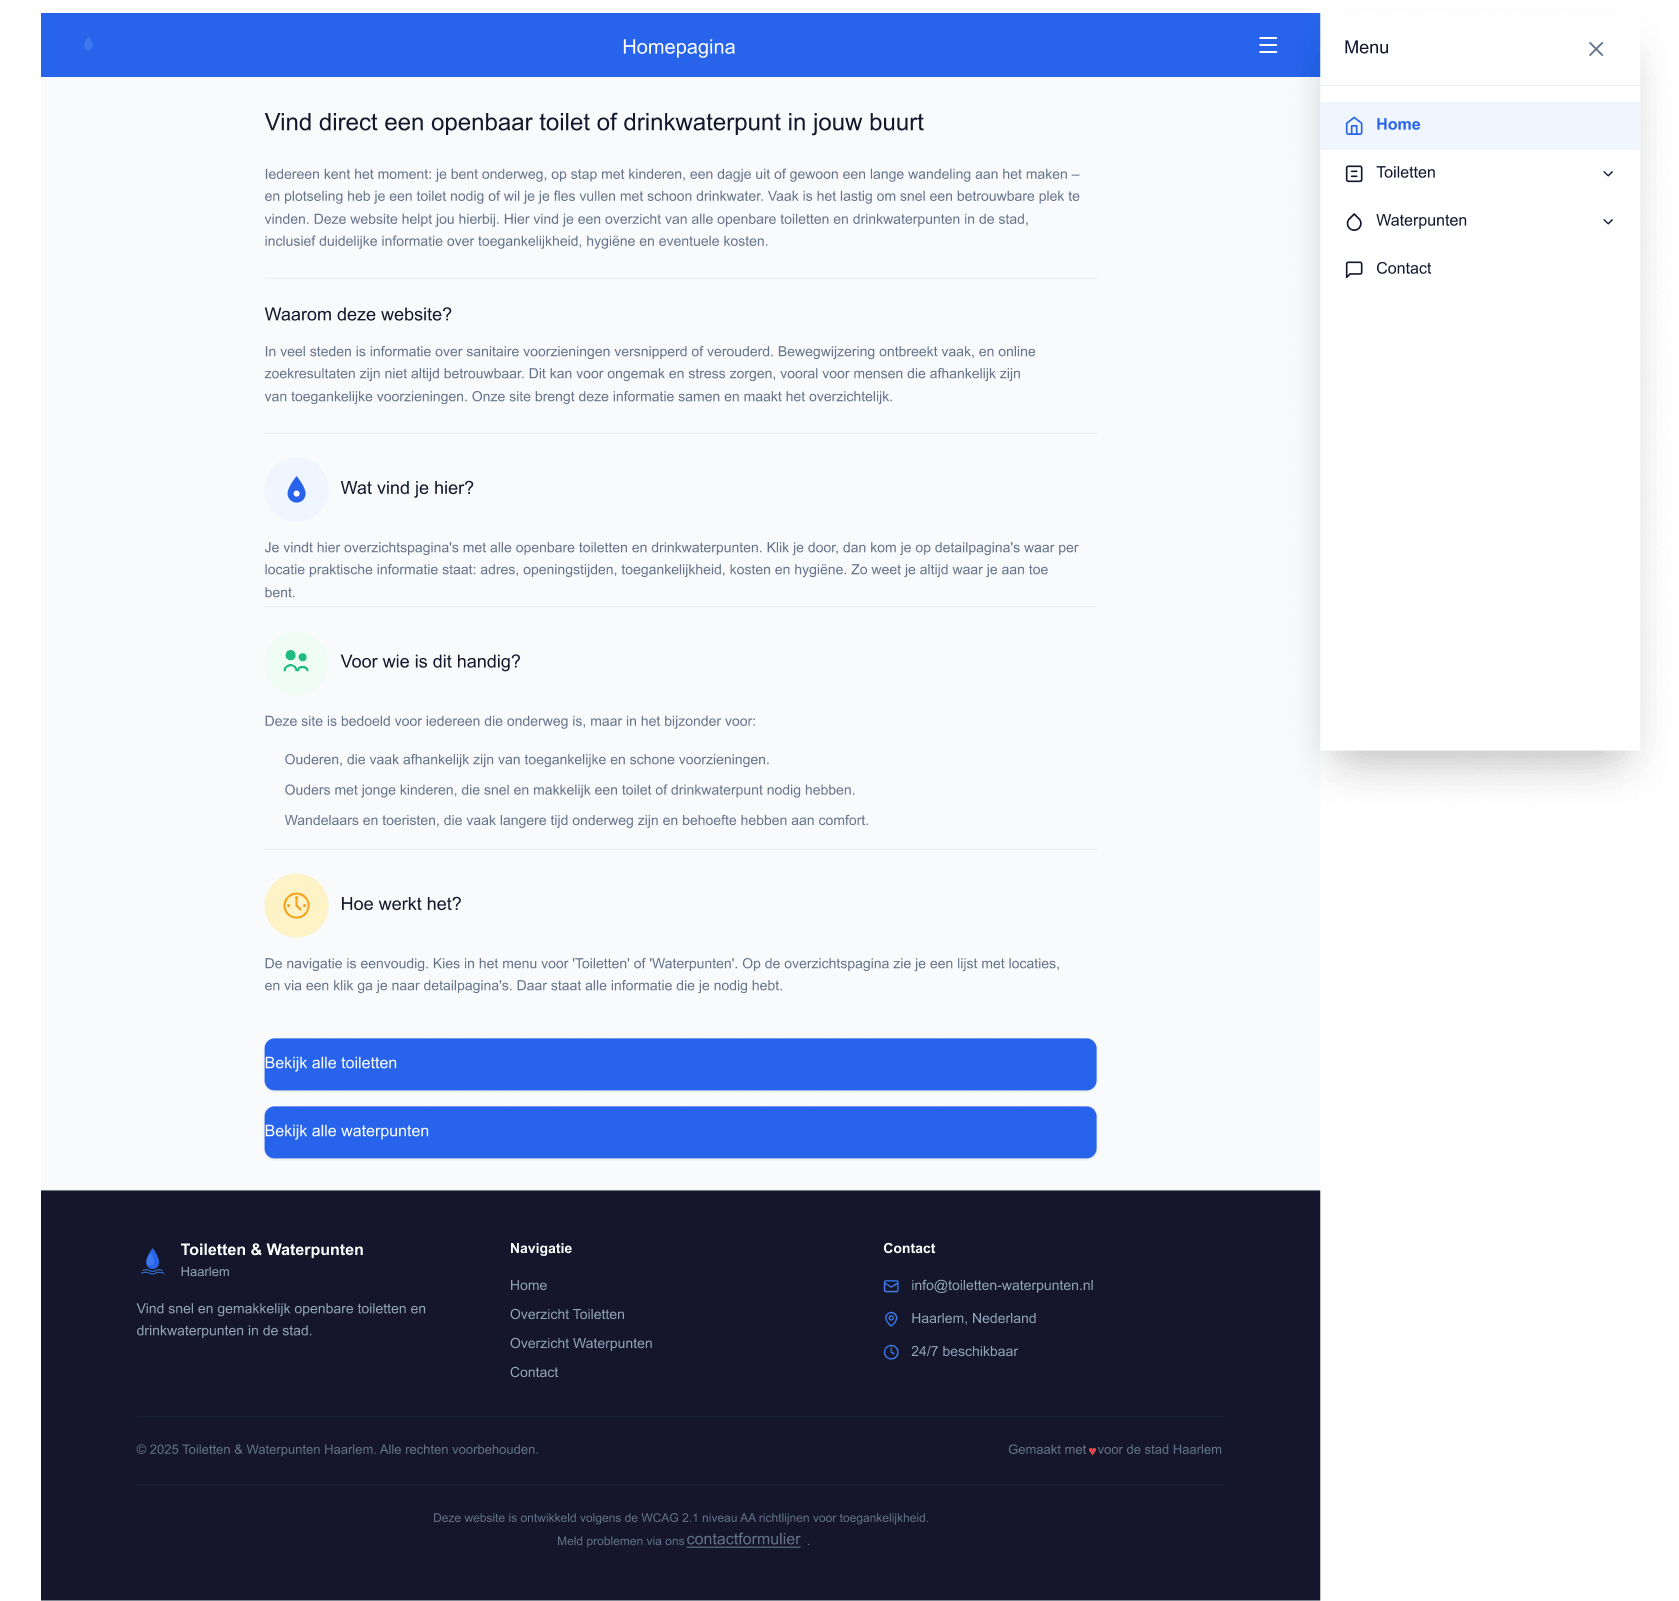 Homepagina
Menu
Home
Toiletten
Waterpunten
Contact
Vind direct een openbaar toilet of drinkwaterpunt in jouw buurt
Iedereen kent het moment: je bent onderweg, op stap met kinderen, een dagje uit of gewoon een lange wandeling aan het maken –
en plotseling heb je een toilet nodig of wil je je fles vullen met schoon drinkwater. Vaak is het lastig om snel een betrouwbare plek te
vinden. Deze website helpt jou hierbij. Hier vind je een overzicht van alle openbare toiletten en drinkwaterpunten in de stad,
inclusief duidelijke informatie over toegankelijkheid, hygiëne en eventuele kosten.
Waarom deze website?
In veel steden is informatie over sanitaire voorzieningen versnipperd of verouderd. Bewegwijzering ontbreekt vaak, en online
zoekresultaten zijn niet altijd betrouwbaar. Dit kan voor ongemak en stress zorgen, vooral voor mensen die afhankelijk zijn
van toegankelijke voorzieningen. Onze site brengt deze informatie samen en maakt het overzichtelijk.
Wat vind je hier?
Je vindt hier overzichtspagina's met alle openbare toiletten en drinkwaterpunten. Klik je door, dan kom je op detailpagina's waar per
locatie praktische informatie staat: adres, openingstijden, toegankelijkheid, kosten en hygiëne. Zo weet je altijd waar je aan toe
bent.
Voor wie is dit handig?
Deze site is bedoeld voor iedereen die onderweg is, maar in het bijzonder voor:
Ouderen, die vaak afhankelijk zijn van toegankelijke en schone voorzieningen.
Ouders met jonge kinderen, die snel en makkelijk een toilet of drinkwaterpunt nodig hebben.
Wandelaars en toeristen, die vaak langere tijd onderweg zijn en behoefte hebben aan comfort.
Hoe werkt het?
De navigatie is eenvoudig. Kies in het menu voor 'Toiletten' of 'Waterpunten'. Op de overzichtspagina zie je een lijst met locaties,
en via een klik ga je naar detailpagina's. Daar staat alle informatie die je nodig hebt.
Bekijk alle toiletten
Bekijk alle waterpunten
Toiletten & Waterpunten
Haarlem
Vind snel en gemakkelijk openbare toiletten en
drinkwaterpunten in de stad.
Navigatie
Home
Overzicht Toiletten
Overzicht Waterpunten
Contact
Contact
info@toiletten-waterpunten.nl
Haarlem, Nederland
24/7 beschikbaar
© 2025 Toiletten & Waterpunten Haarlem. Alle rechten voorbehouden.
Gemaakt met ♥ voor de stad Haarlem
Deze website is ontwikkeld volgens de WCAG 2.1 niveau AA richtlijnen voor toegankelijkheid.
Meld problemen via ons contactformulier .